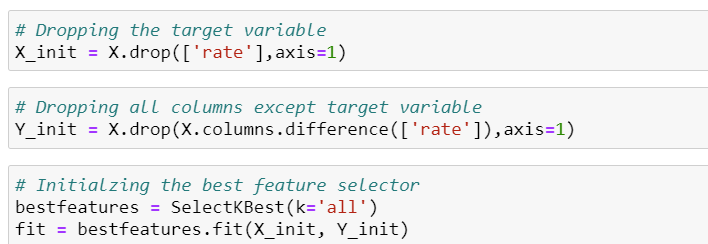 # Dropping the target variable
X_init = X.drop(['rate'],axis=1)
# Dropping all columns except target variable
Y_init = X.drop(X.columns.difference(['rate']),axis=1)
# Initialzing the best feature selector
bestfeatures = SelectKBest(k='all')
fit = bestfeatures.fit(X_init, Y_init)